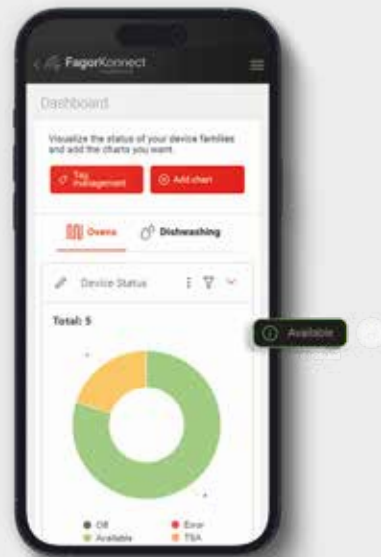 FagorKonnect
Dashboard
Visualize the status of your device families
and add the charts you want.
Tag
management
Add chart
Ovens
Dishwashing
Device Status
Total: 5
Available
Off
Error
Available